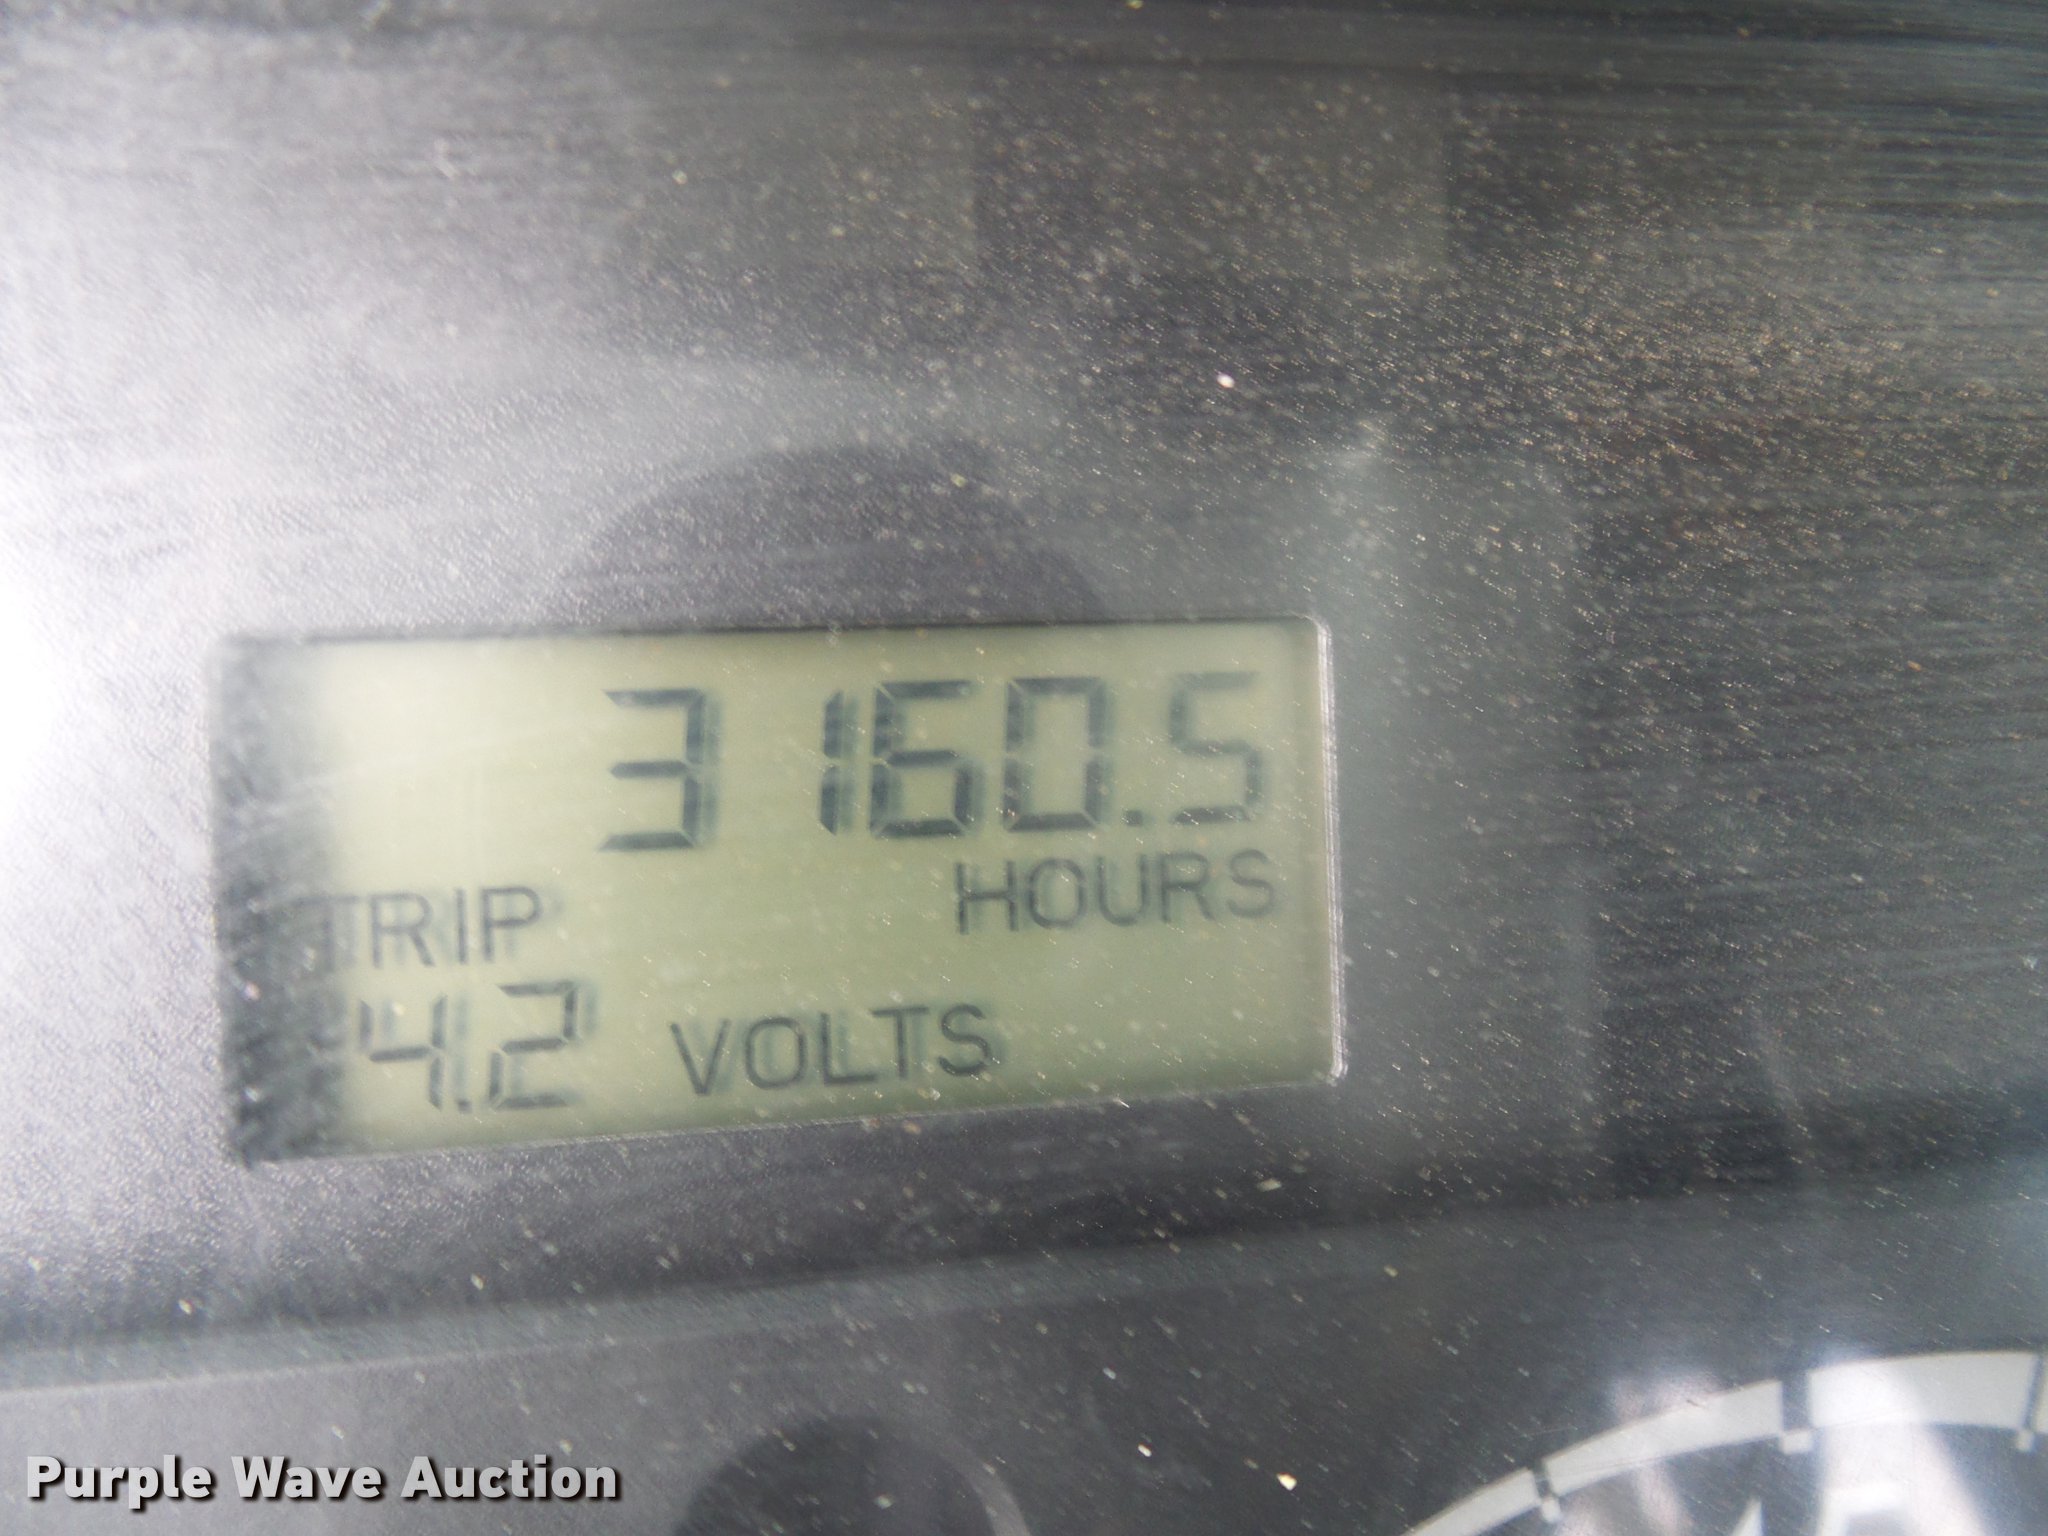 3160.5
HOURS
TRIP
4.2 VOLTS
Purple Wave Auction